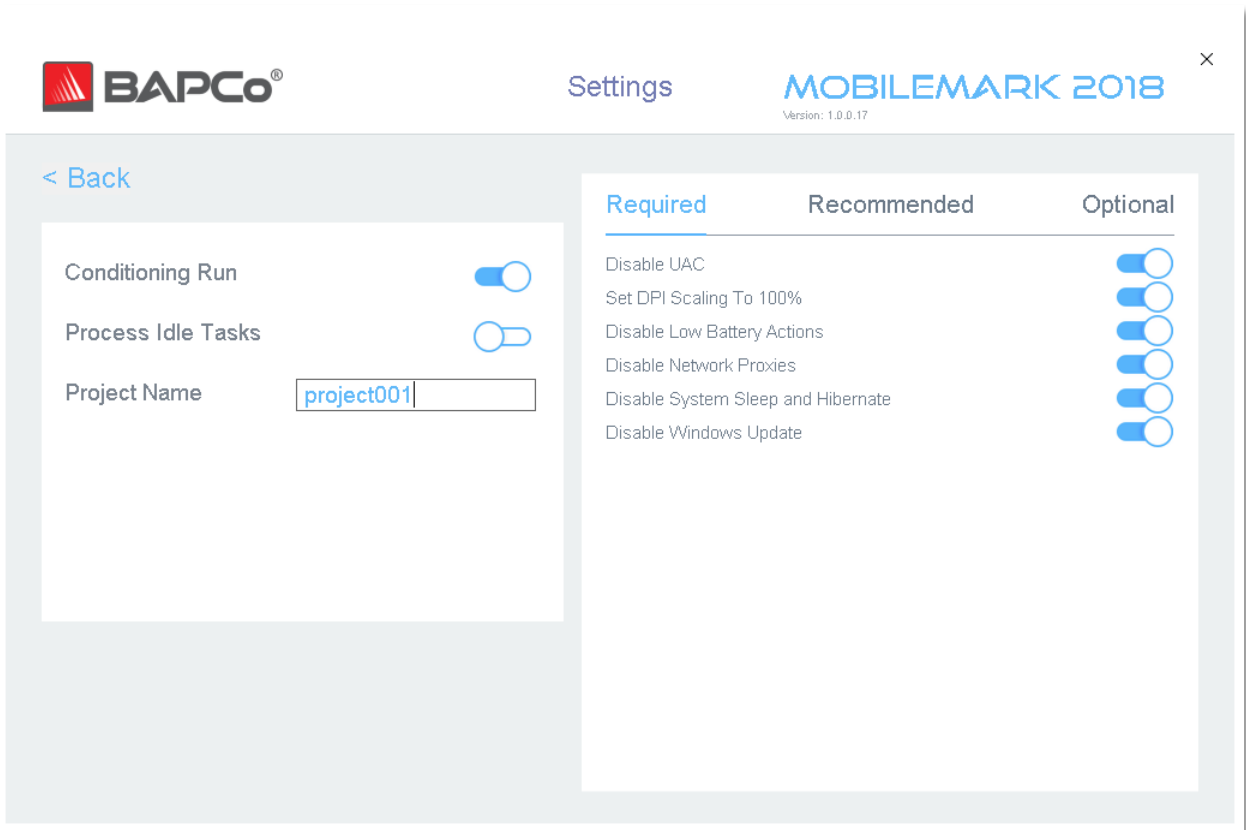 BAPCo®
Settings
MOBILEMARK 2018
Version: 1.0.0.17
< Back
Conditioning Run
Process Idle Tasks
Project Name project001
Required Recommended Optional
Disable UAC
Set DPI Scaling To 100%
Disable Low Battery Actions
Disable Network Proxies
Disable System Sleep and Hibernate
Disable Windows Update